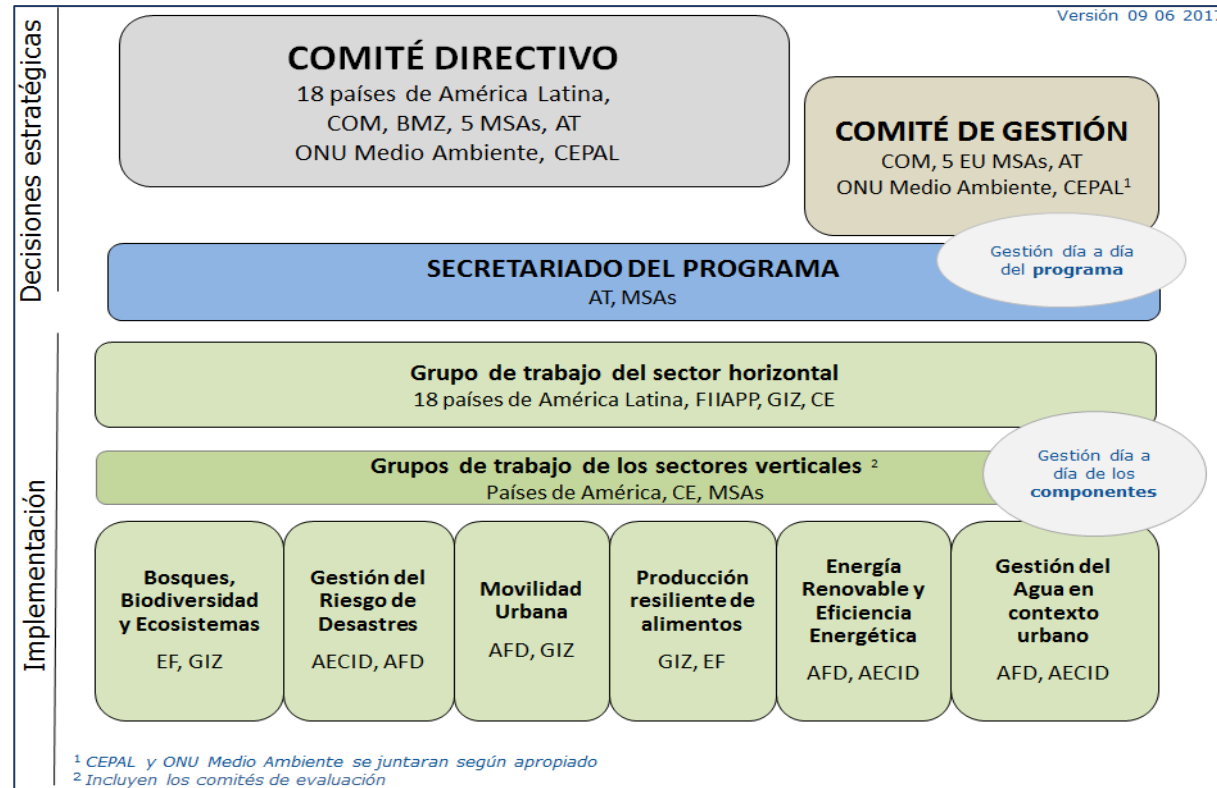 Versión 09 06 2017
Decisiones estratégicas
COMITÉ DIRECTIVO
18 países de América Latina,
COM, BMZ, 5 MSAs, AT
ONU Medio Ambiente, CEPAL
COMITÉ DE GESTIÓN
COM, 5 EU MSAs, AT
ONU Medio Ambiente, CEPAL¹
Gestión día a día
del programa
SECRETARIADO DEL PROGRAMA
AT, MSAs
Implementación
Grupo de trabajo del sector horizontal
18 países de América Latina, FIIAPP, GIZ, CE
Grupos de trabajo de los sectores verticales ²
Países de América, CE, MSAs
Gestión día a
día de los
componentes
Bosques,
Biodiversidad
y Ecosistemas
EF, GIZ
Gestión del
Riesgo de
Desastres
AECID, AFD
Movilidad
Urbana
AFD, GIZ
Producción
resiliente de
alimentos
GIZ, EF
Energía
Renovable y
Eficiencia
Energética
AFD, AECID
Gestión del
Agua en
contexto
urbano
AFD, AECID
¹ CEPAL y ONU Medio Ambiente se juntaran según apropiado
² Incluyen los comités de evaluación